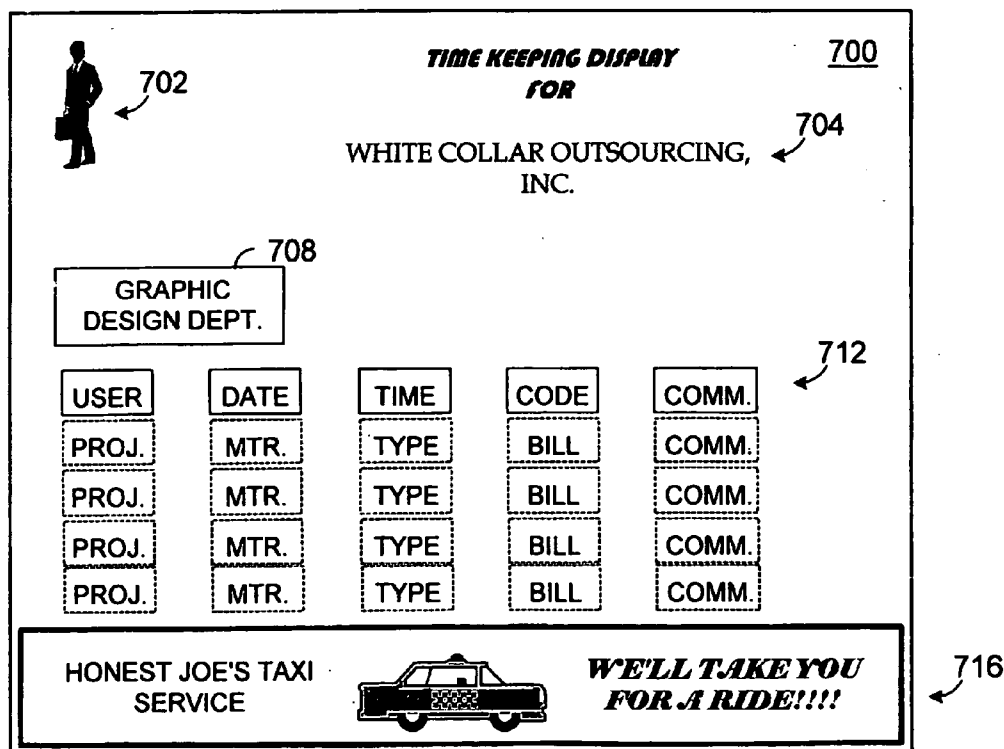 TIME KEEPING DISPLAY
FOR
700
702
704
WHITE COLLAR OUTSOURCING,
INC.
708
GRAPHIC
DESIGN DEPT.
712
USER DATE TIME CODE COMM.
PROJ. MTR. TYPE BILL COMM.
PROJ. MTR. TYPE BILL COMM.
PROJ. MTR. TYPE BILL COMM.
PROJ. MTR. TYPE BILL COMM.
HONEST JOE'S TAXI
SERVICE
WE'LL TAKE YOU
FOR A RIDE!!!!
716